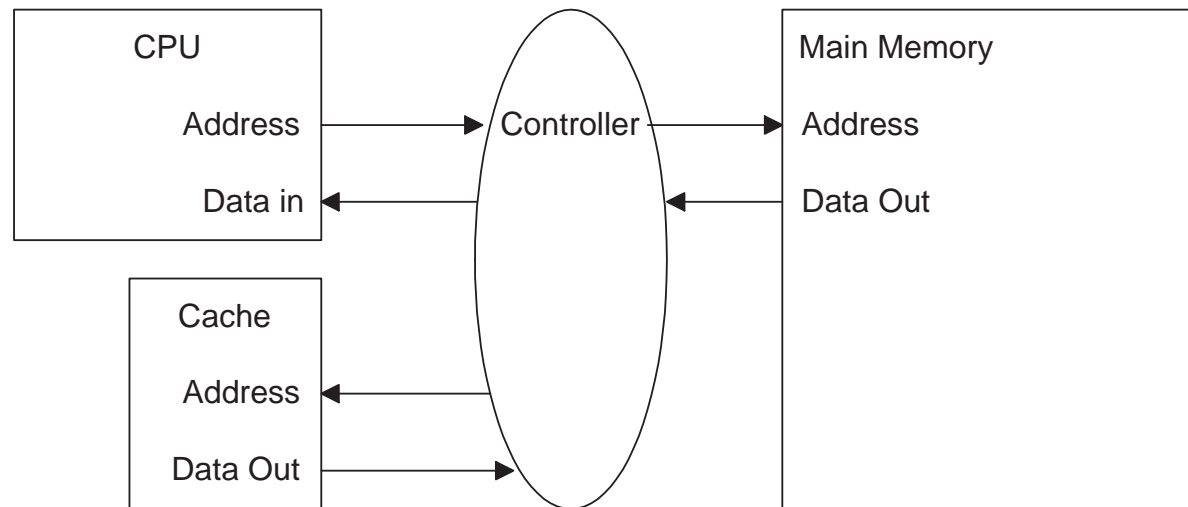 CPU
Address
Data in
Cache
Address
Data Out
Controller
Main Memory
Address
Data Out